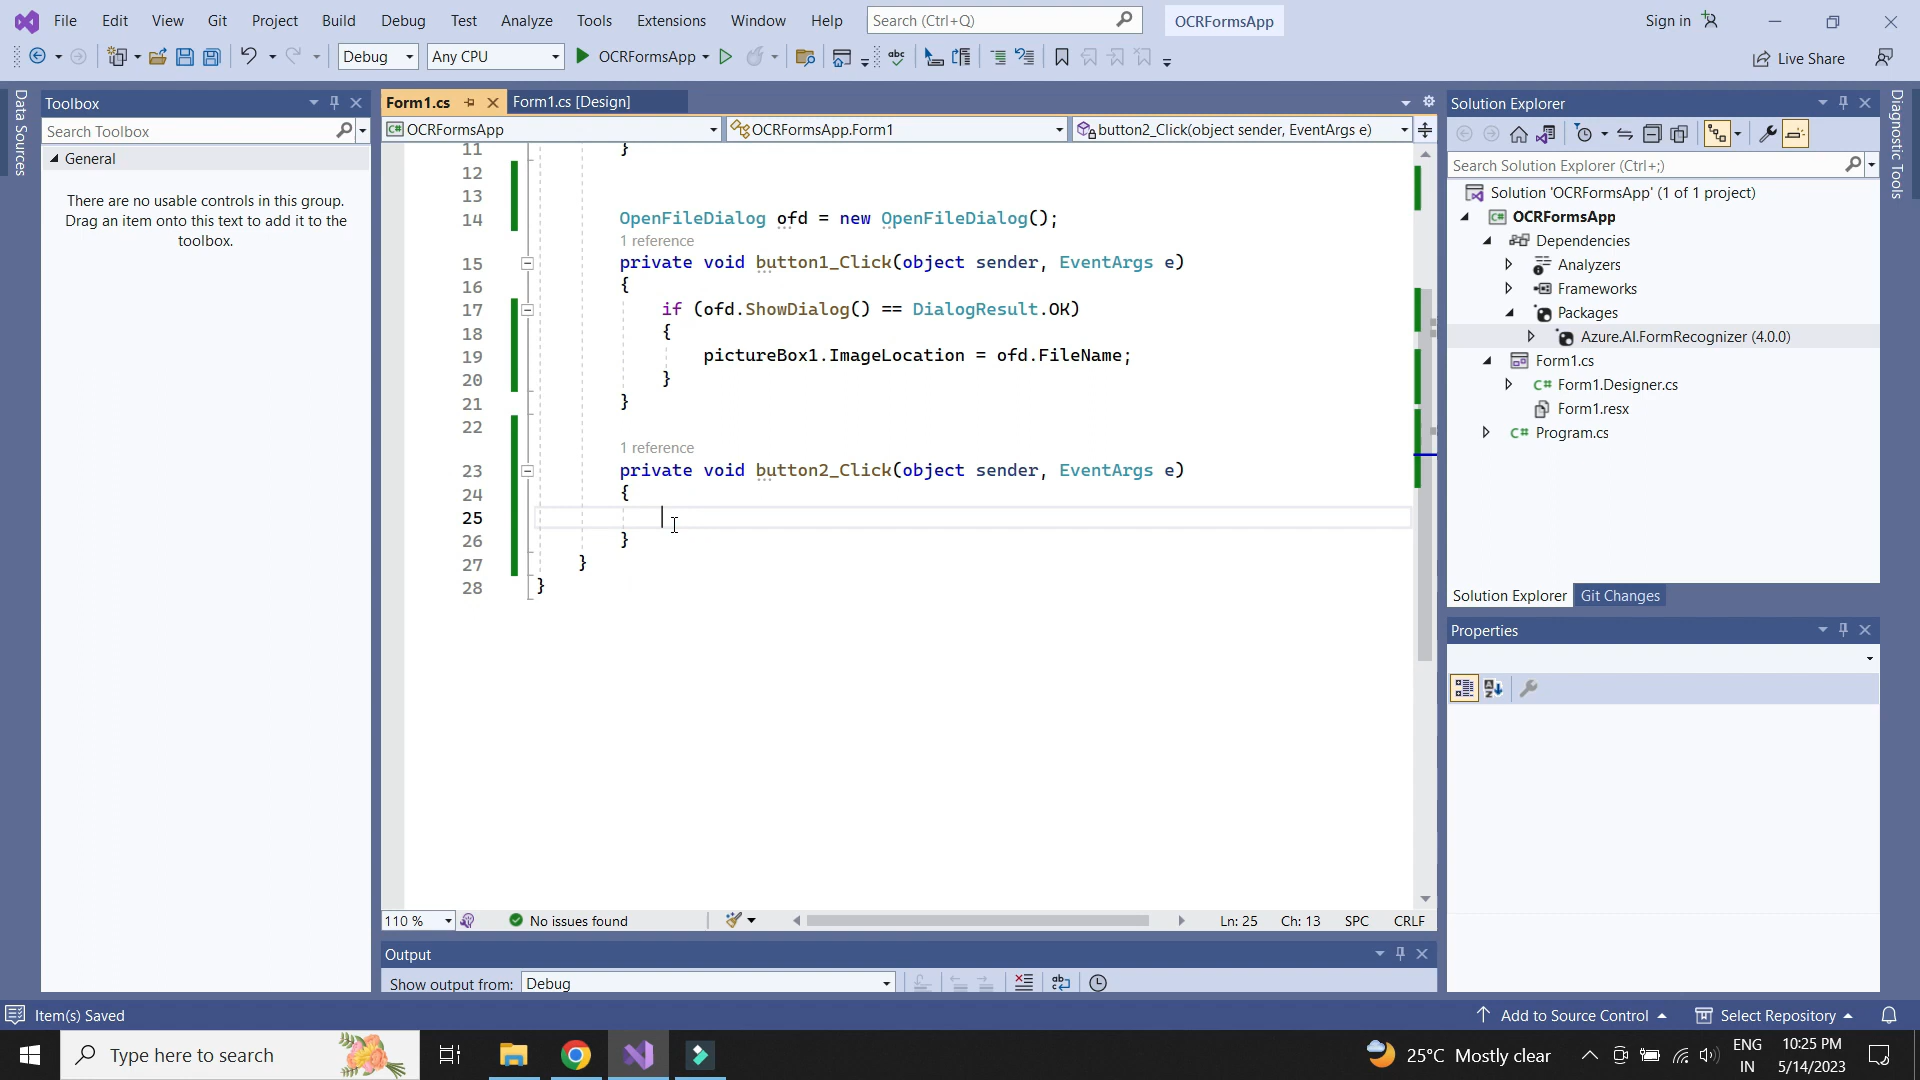 File Edit View Git Project Build Debug Test Analyze Tools Extensions Window Help Search (Ctrl+Q) OCRFormsApp Sign in
Debug Any CPU OCRFormsApp Live Share
Data Sources
Toolbox
Search Toolbox
General
There are no usable controls in this group.
Drag an item onto this text to add it to the
toolbox.
Form1.cs Form1.cs [Design]
OCRFormsApp OCRFormsApp.Form1 button2_Click(object sender, EventArgs e)
11 }
12
13
14 OpenFileDialog ofd = new OpenFileDialog();
1 reference
15 private void button1_Click(object sender, EventArgs e)
16 {
17 if (ofd.ShowDialog() == DialogResult.OK)
18 {
19 pictureBox1.ImageLocation = ofd.FileName;
20 }
21 }
22
1 reference
23 private void button2_Click(object sender, EventArgs e)
24 {
25
26 }
27 }
28 }
110 % No issues found Ln: 25 Ch: 13 SPC CRLF
Output
Show output from: Debug
Solution Explorer
Search Solution Explorer (Ctrl+;)
Solution 'OCRFormsApp' (1 of 1 project)
C# OCRFormsApp
Dependencies
Analyzers
Frameworks
Packages
Azure.AI.FormRecognizer (4.0.0)
Form1.cs
C# Form1.Designer.cs
Form1.resx
C# Program.cs
Solution Explorer Git Changes
Properties
Diagnostic Tools
Item(s) Saved Add to Source Control Select Repository
Type here to search 25°C Mostly clear ENG IN 10:25 PM 5/14/2023